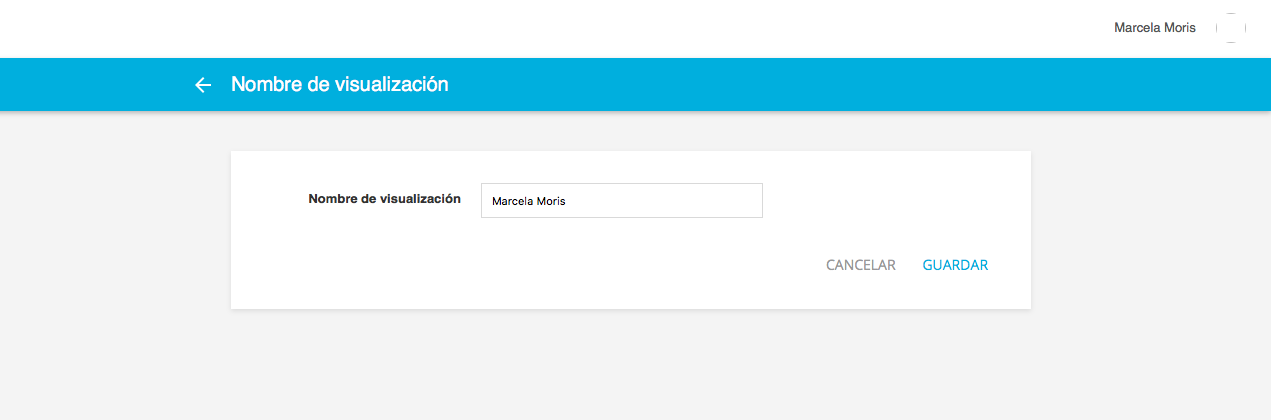 Marcela Moris
Nombre de visualización
Nombre de visualización Marcela Moris
CANCELAR GUARDAR